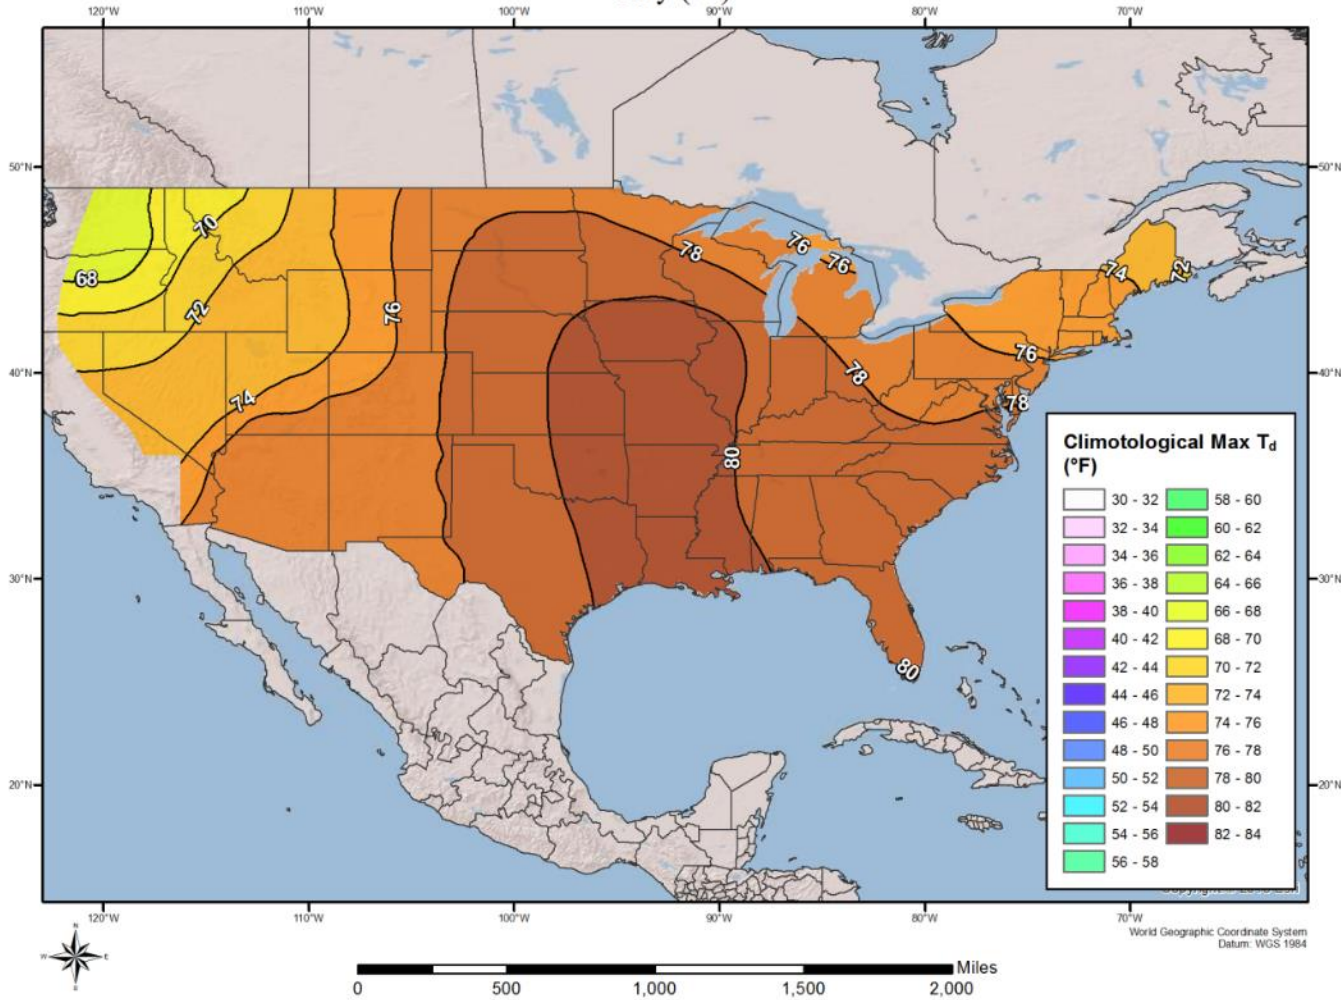 120°W 110°W 100°W 90°W 80°W 70°W
50°N 50°N
40°N 40°N
30°N 30°N
20°N 20°N
70
68
72
74
76
78
76
76
78
80
80
74
72
76
78
Climotological Max Td
(°F)
30 - 32 58 - 60
32 - 34 60 - 62
34 - 36 62 - 64
36 - 38 64 - 66
38 - 40 66 - 68
40 - 42 68 - 70
42 - 44 70 - 72
44 - 46 72 - 74
46 - 48 74 - 76
48 - 50 76 - 78
50 - 52 78 - 80
52 - 54 80 - 82
54 - 56 82 - 84
56 - 58
120°W 110°W 100°W 90°W 80°W 70°W
World Geographic Coordinate System
Datum: WGS 1984
N
W E
S
Miles
0 500 1,000 1,500 2,000